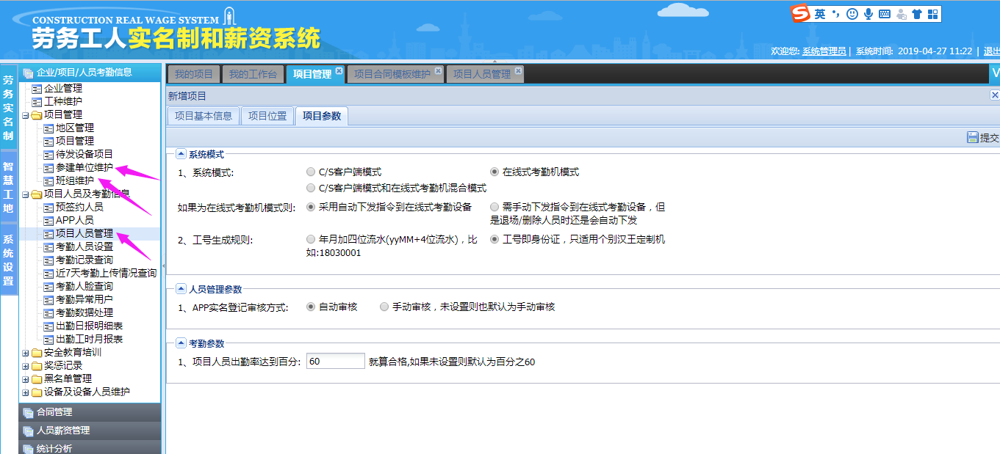 CONSTRUCTION REAL WAGE SYSTEM
劳务工人实名制和薪资系统
英
欢迎您: 系统管理员 | 系统时间: 2019-04-27 11:22 | 退出
劳务实名制
智慧工地
系统设置
企业/项目/人员考勤信息
企业管理
工种维护
项目管理
地区管理
项目管理
待发设备项目
参建单位维护
班组维护
项目人员及考勤信息
预签约人员
APP人员
项目人员管理
考勤人员设置
考勤记录查询
近7天考勤上传情况查询
考勤人脸查询
考勤异常用户
考勤数据处理
出勤日报明细表
出勤工时月报表
安全教育培训
奖惩记录
黑名单管理
设备及设备人员维护
合同管理
人员薪资管理
统计分析
我的项目 我的工作台 项目管理 项目合同模板维护 项目人员管理
新增项目
项目基本信息 项目位置 项目参数
提交
系统模式
1、系统模式: C/S客户端模式 在线式考勤机模式
C/S客户端模式和在线式考勤机混合模式
如果为在线式考勤机模式则: 采用自动下发指令到在线式考勤设备 需手动下发指令到在线式考勤设备，但
是退场/删除人员时还是会自动下发
2、工号生成规则: 年月加四位流水(yyMM+4位流水)，比 工号即身份证，只适用个别汉王定制机
如:18030001
人员管理参数
1、APP实名登记审核方式: 自动审核 手动审核，未设置则也默认为手动审核
考勤参数
1、项目人员出勤率达到百分: 60 就算合格,如果未设置则默认为百分之60